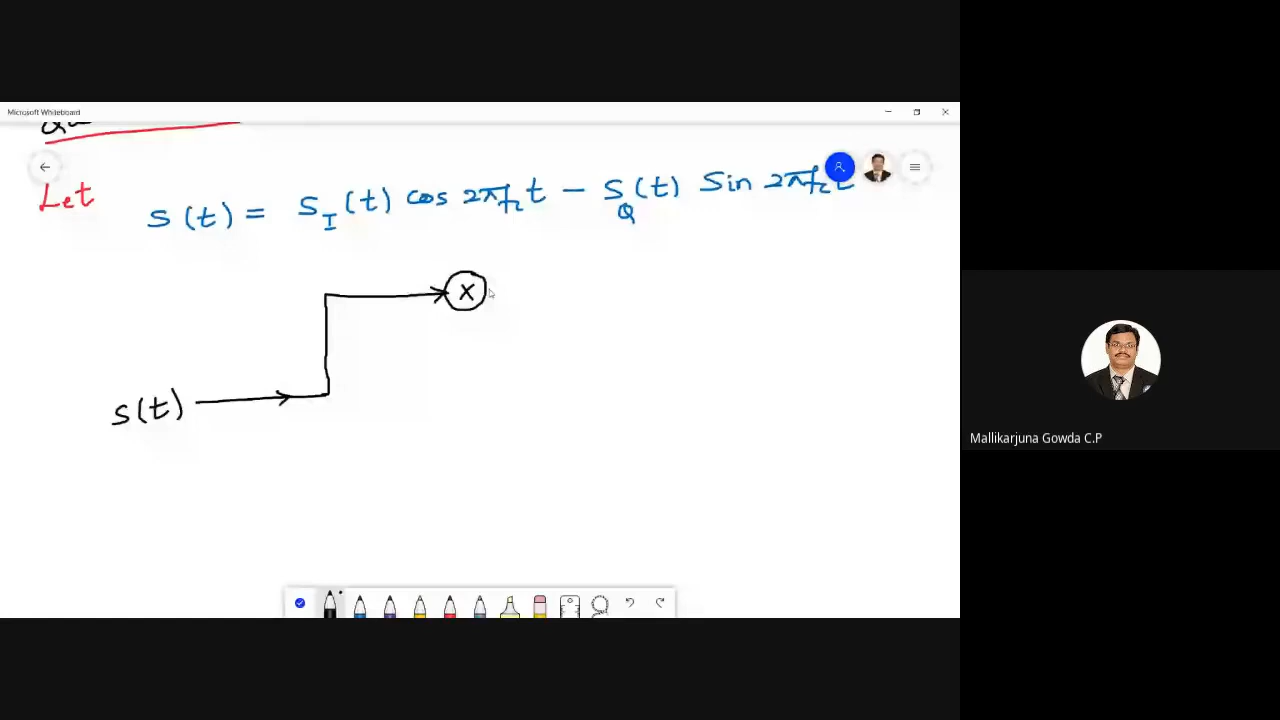 Microsoft Whiteboard
Let
S(t) = S_I(t) cos 2πf_c t − S_Q(t) Sin 2πf_c t
X
S(t)
Mallikarjuna Gowda C.P